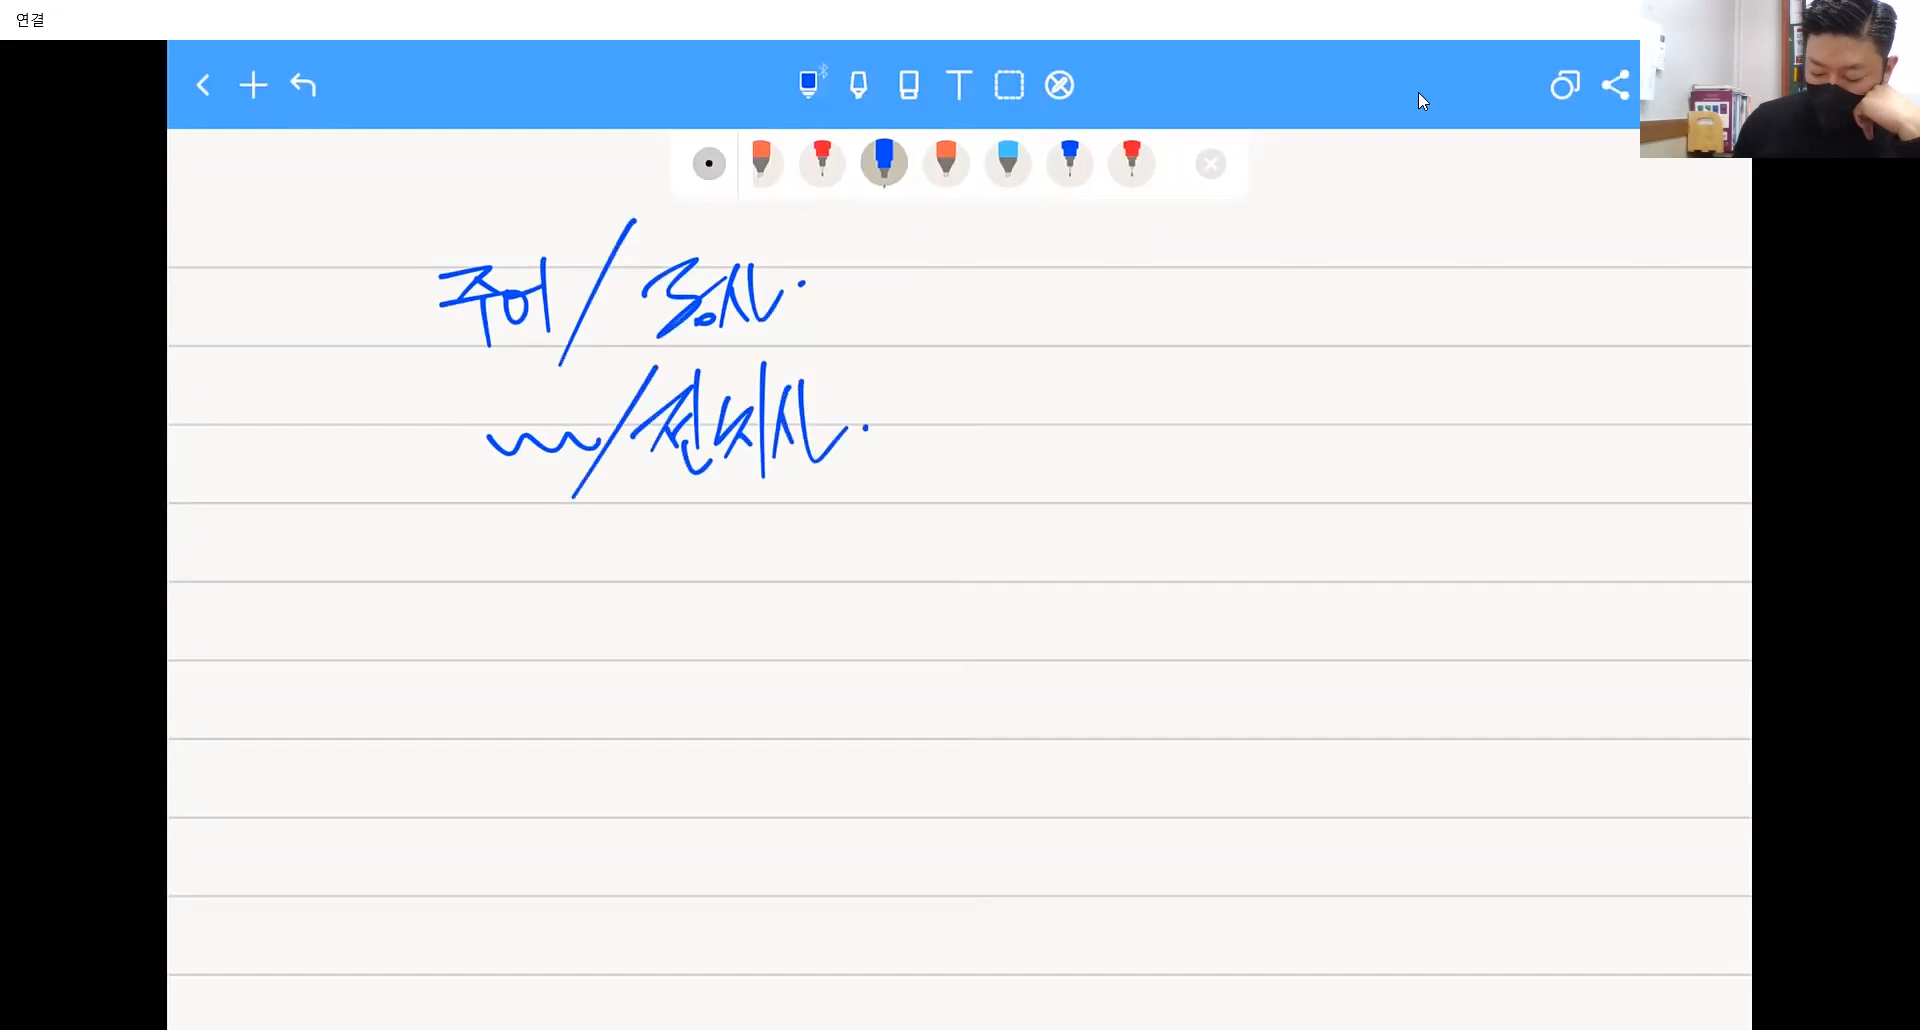 연결
주어 / 동사.
/ 전치사.